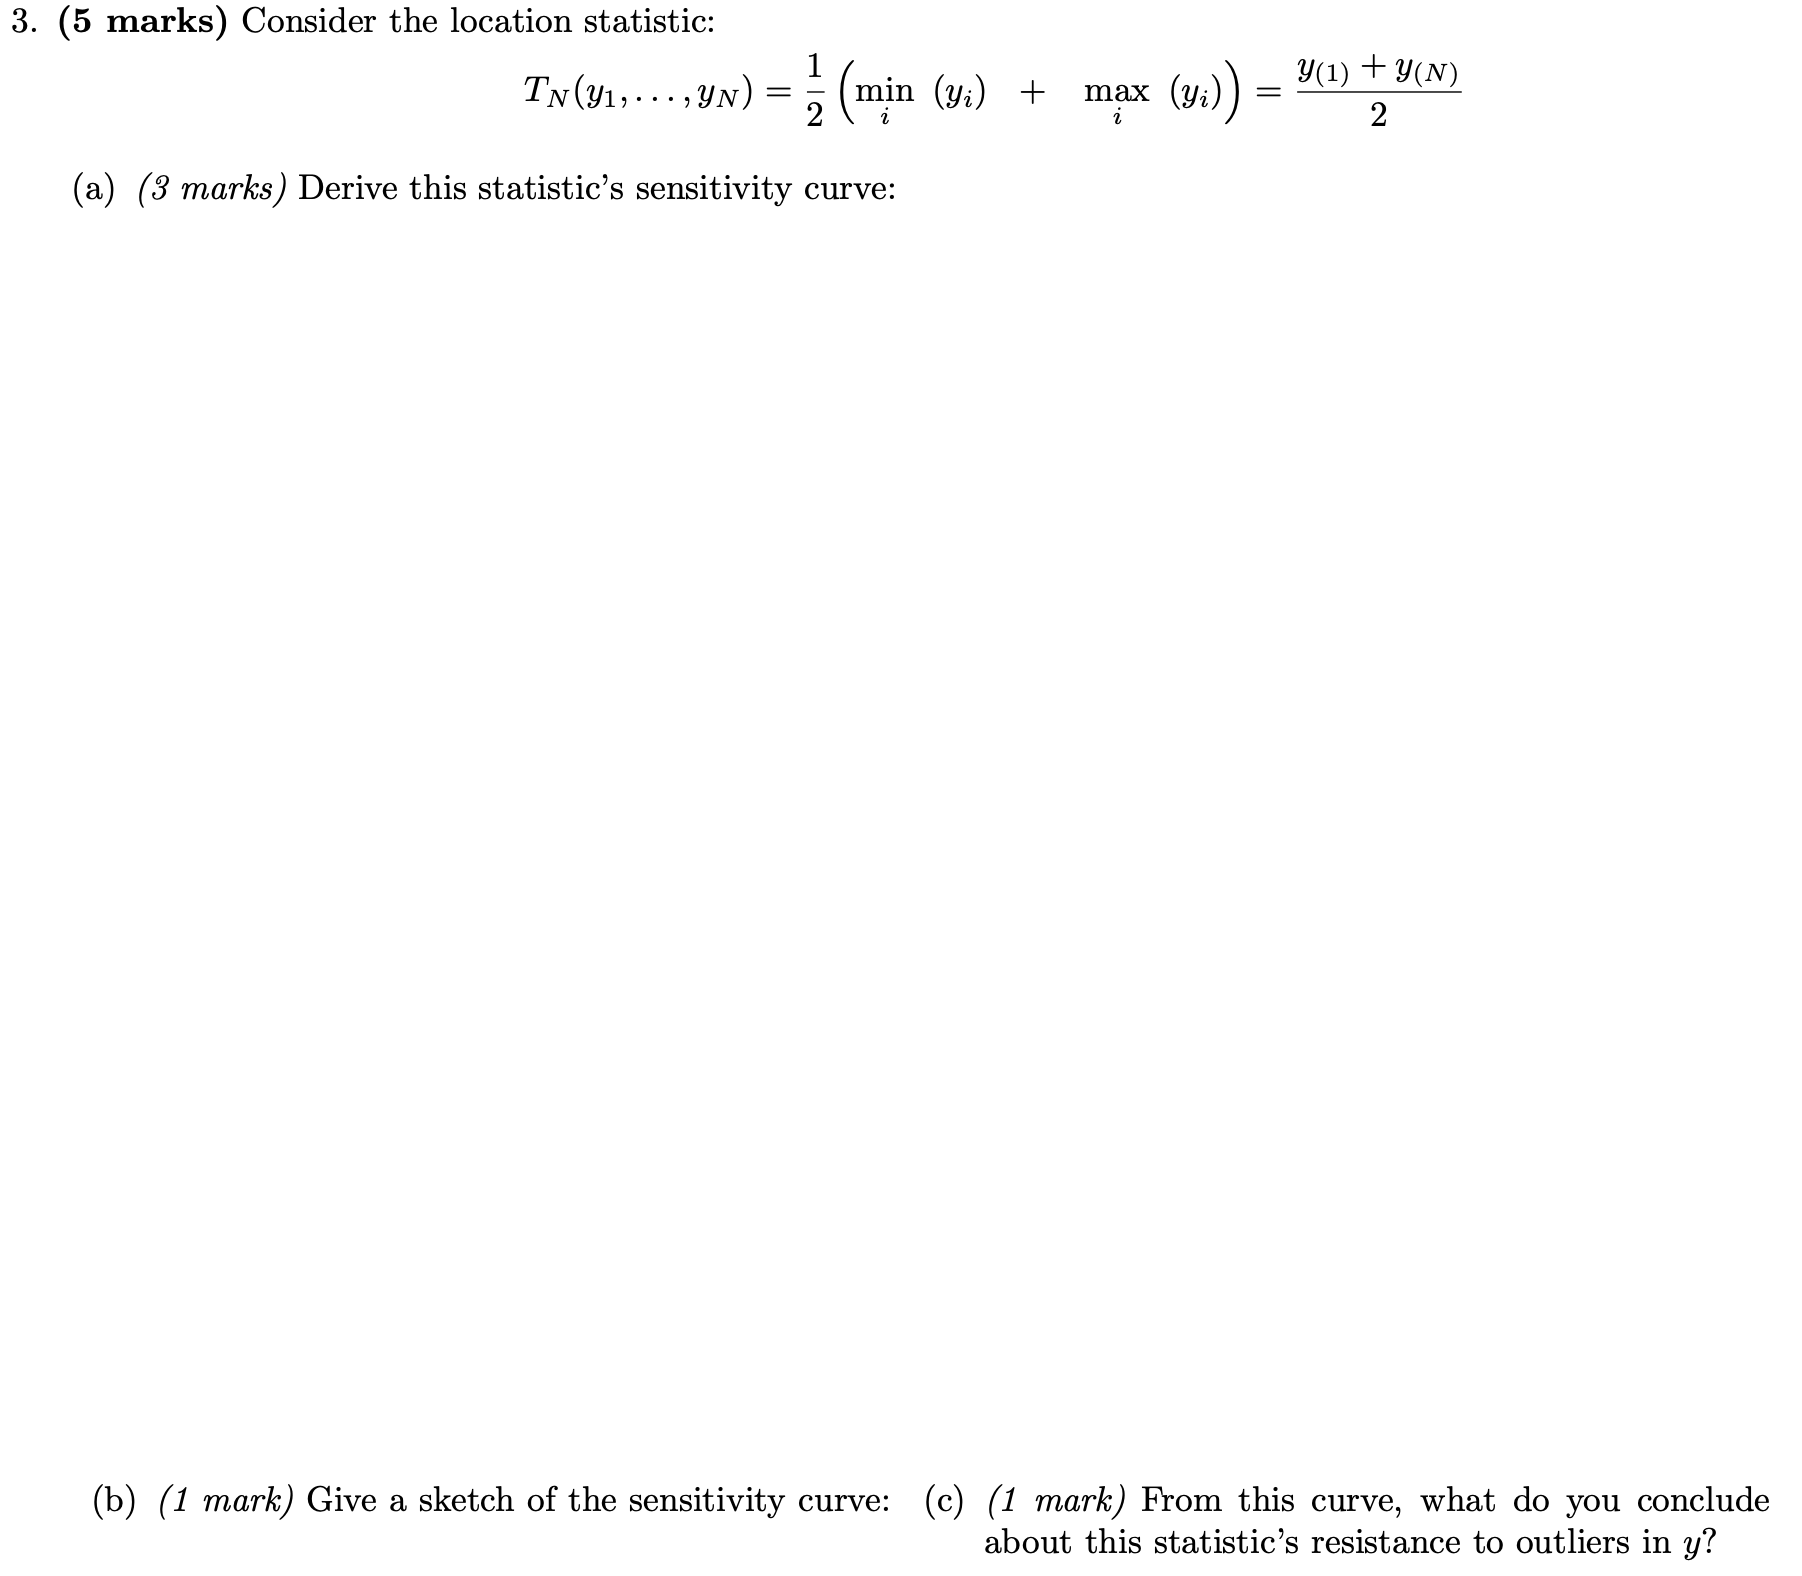 3. (5 marks) Consider the location statistic:
T_N(y_1, . . . , y_N) = \frac{1}{2} \left( \min_i (y_i) + \max_i (y_i) \right) = \frac{y_{(1)} + y_{(N)}}{2}
(a) (3 marks) Derive this statistic's sensitivity curve:
(b) (1 mark) Give a sketch of the sensitivity curve:
(c) (1 mark) From this curve, what do you conclude
about this statistic's resistance to outliers in y?